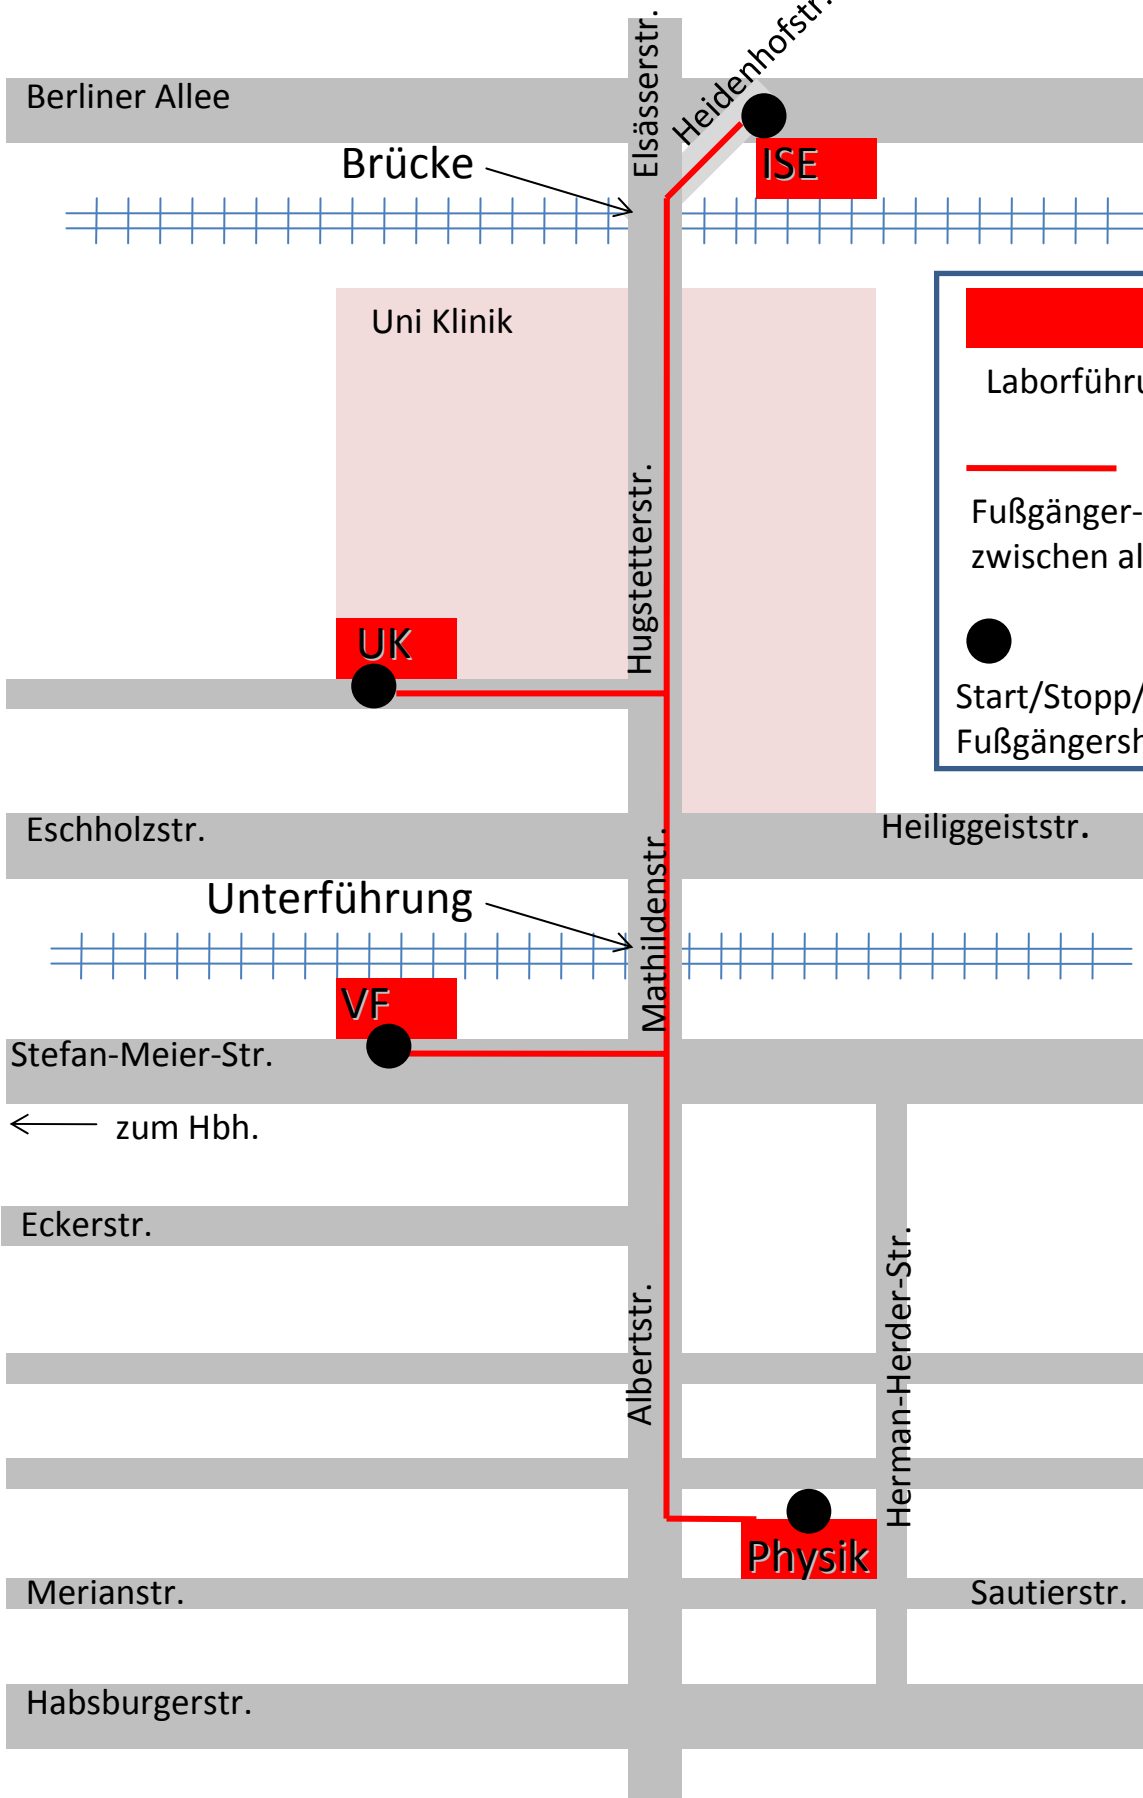 Elsässerstr.
Heidenhofstr.
Berliner Allee
Brücke
ISE
Uni Klinik
Laborführu
Hugstetterstr.
Fußgänger-
zwischen al
UK
Start/Stopp/
Fußgängersh
Eschholzstr.
Mathildenstr.
Heiliggeiststr.
Unterführung
VF
Stefan-Meier-Str.
zum Hbh.
Eckerstr.
Albertstr.
Herman-Herder-Str.
Physik
Merianstr.
Sautierstr.
Habsburgerstr.